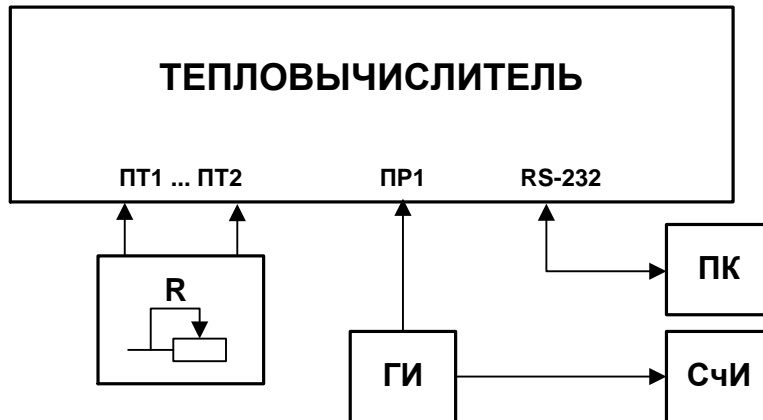 ТЕПЛОВЫЧИСЛИТЕЛЬ
ПТ1 ... ПТ2 ПР1 RS-232
ПК
R
ГИ СчИ